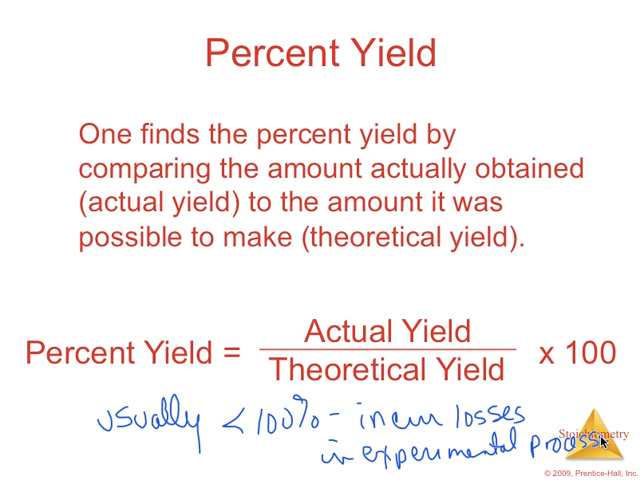 Percent Yield
One finds the percent yield by
comparing the amount actually obtained
(actual yield) to the amount it was
possible to make (theoretical yield).
Percent Yield = Actual Yield x 100
Theoretical Yield
usually < 100% - incur losses
in experimental process
Stoichiometry
© 2009, Prentice-Hall, Inc.